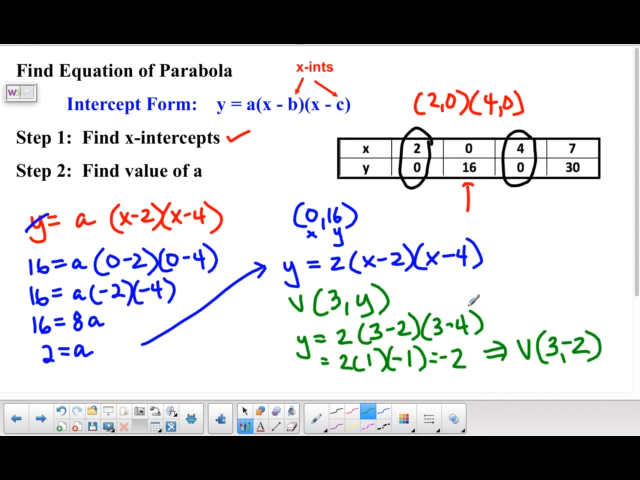 x-ints
Find Equation of Parabola
Intercept Form: y = a(x - b)(x - c)
(2,0)(4,0)
Step 1: Find x-intercepts ✓
Step 2: Find value of a
x 2 0 4 7
y 0 16 0 30
y = a (x-2)(x-4)
(0,16)
x y
16 = a (0-2)(0-4)
y = 2(x-2)(x-4)
16 = a(-2)(-4)
V(3, y)
16 = 8a
y = 2(3-2)(3-4)
2 = a
= 2(1)(-1) = -2 ⇒ V(3,-2)